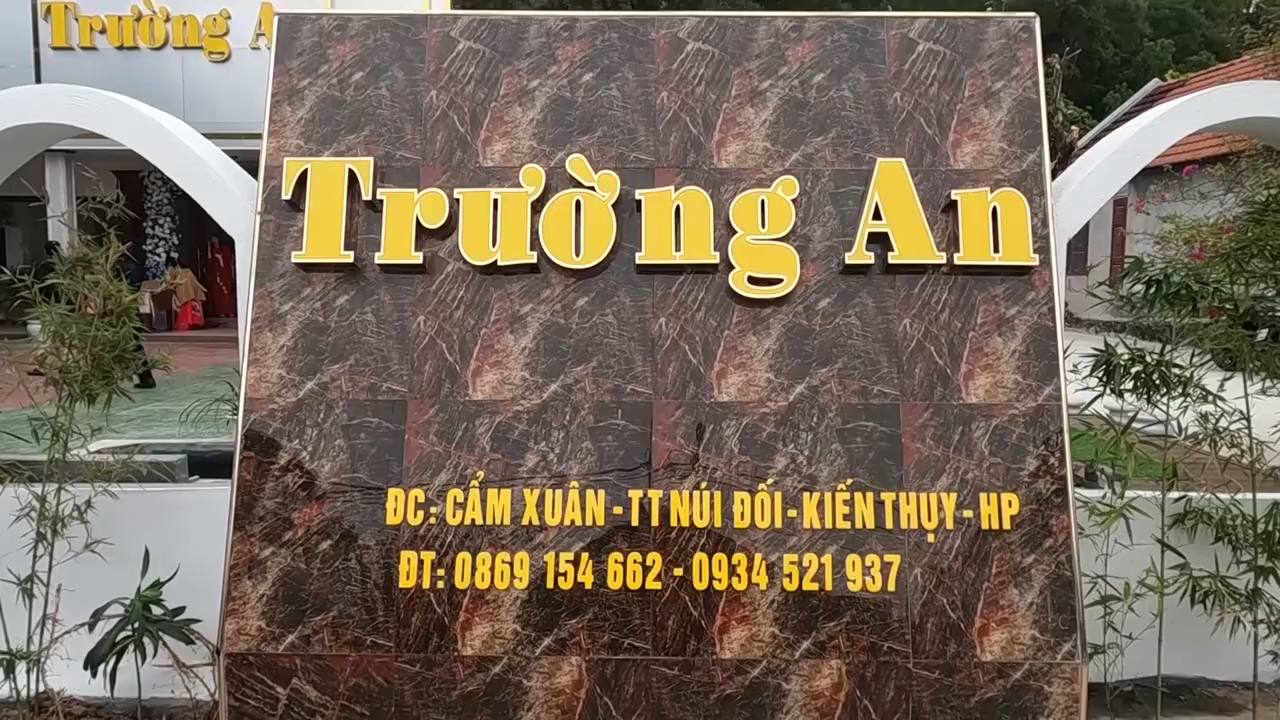 Trường A
Trường An
ĐC: CẨM XUÂN - TT NÚI ĐỐI - KIẾN THỤY - HP
ĐT: 0869 154 662 - 0934 521 937